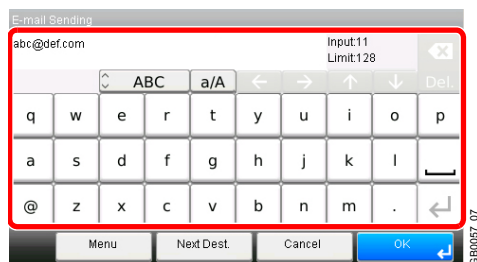 E-mail Sending
abc@def.com
Input:11
Limit:128
ABC a/A Del.
q w e r t y u i o p
a s d f g h j k l
@ z x c v b n m .
Menu Next Dest. Cancel OK
GB0057_07